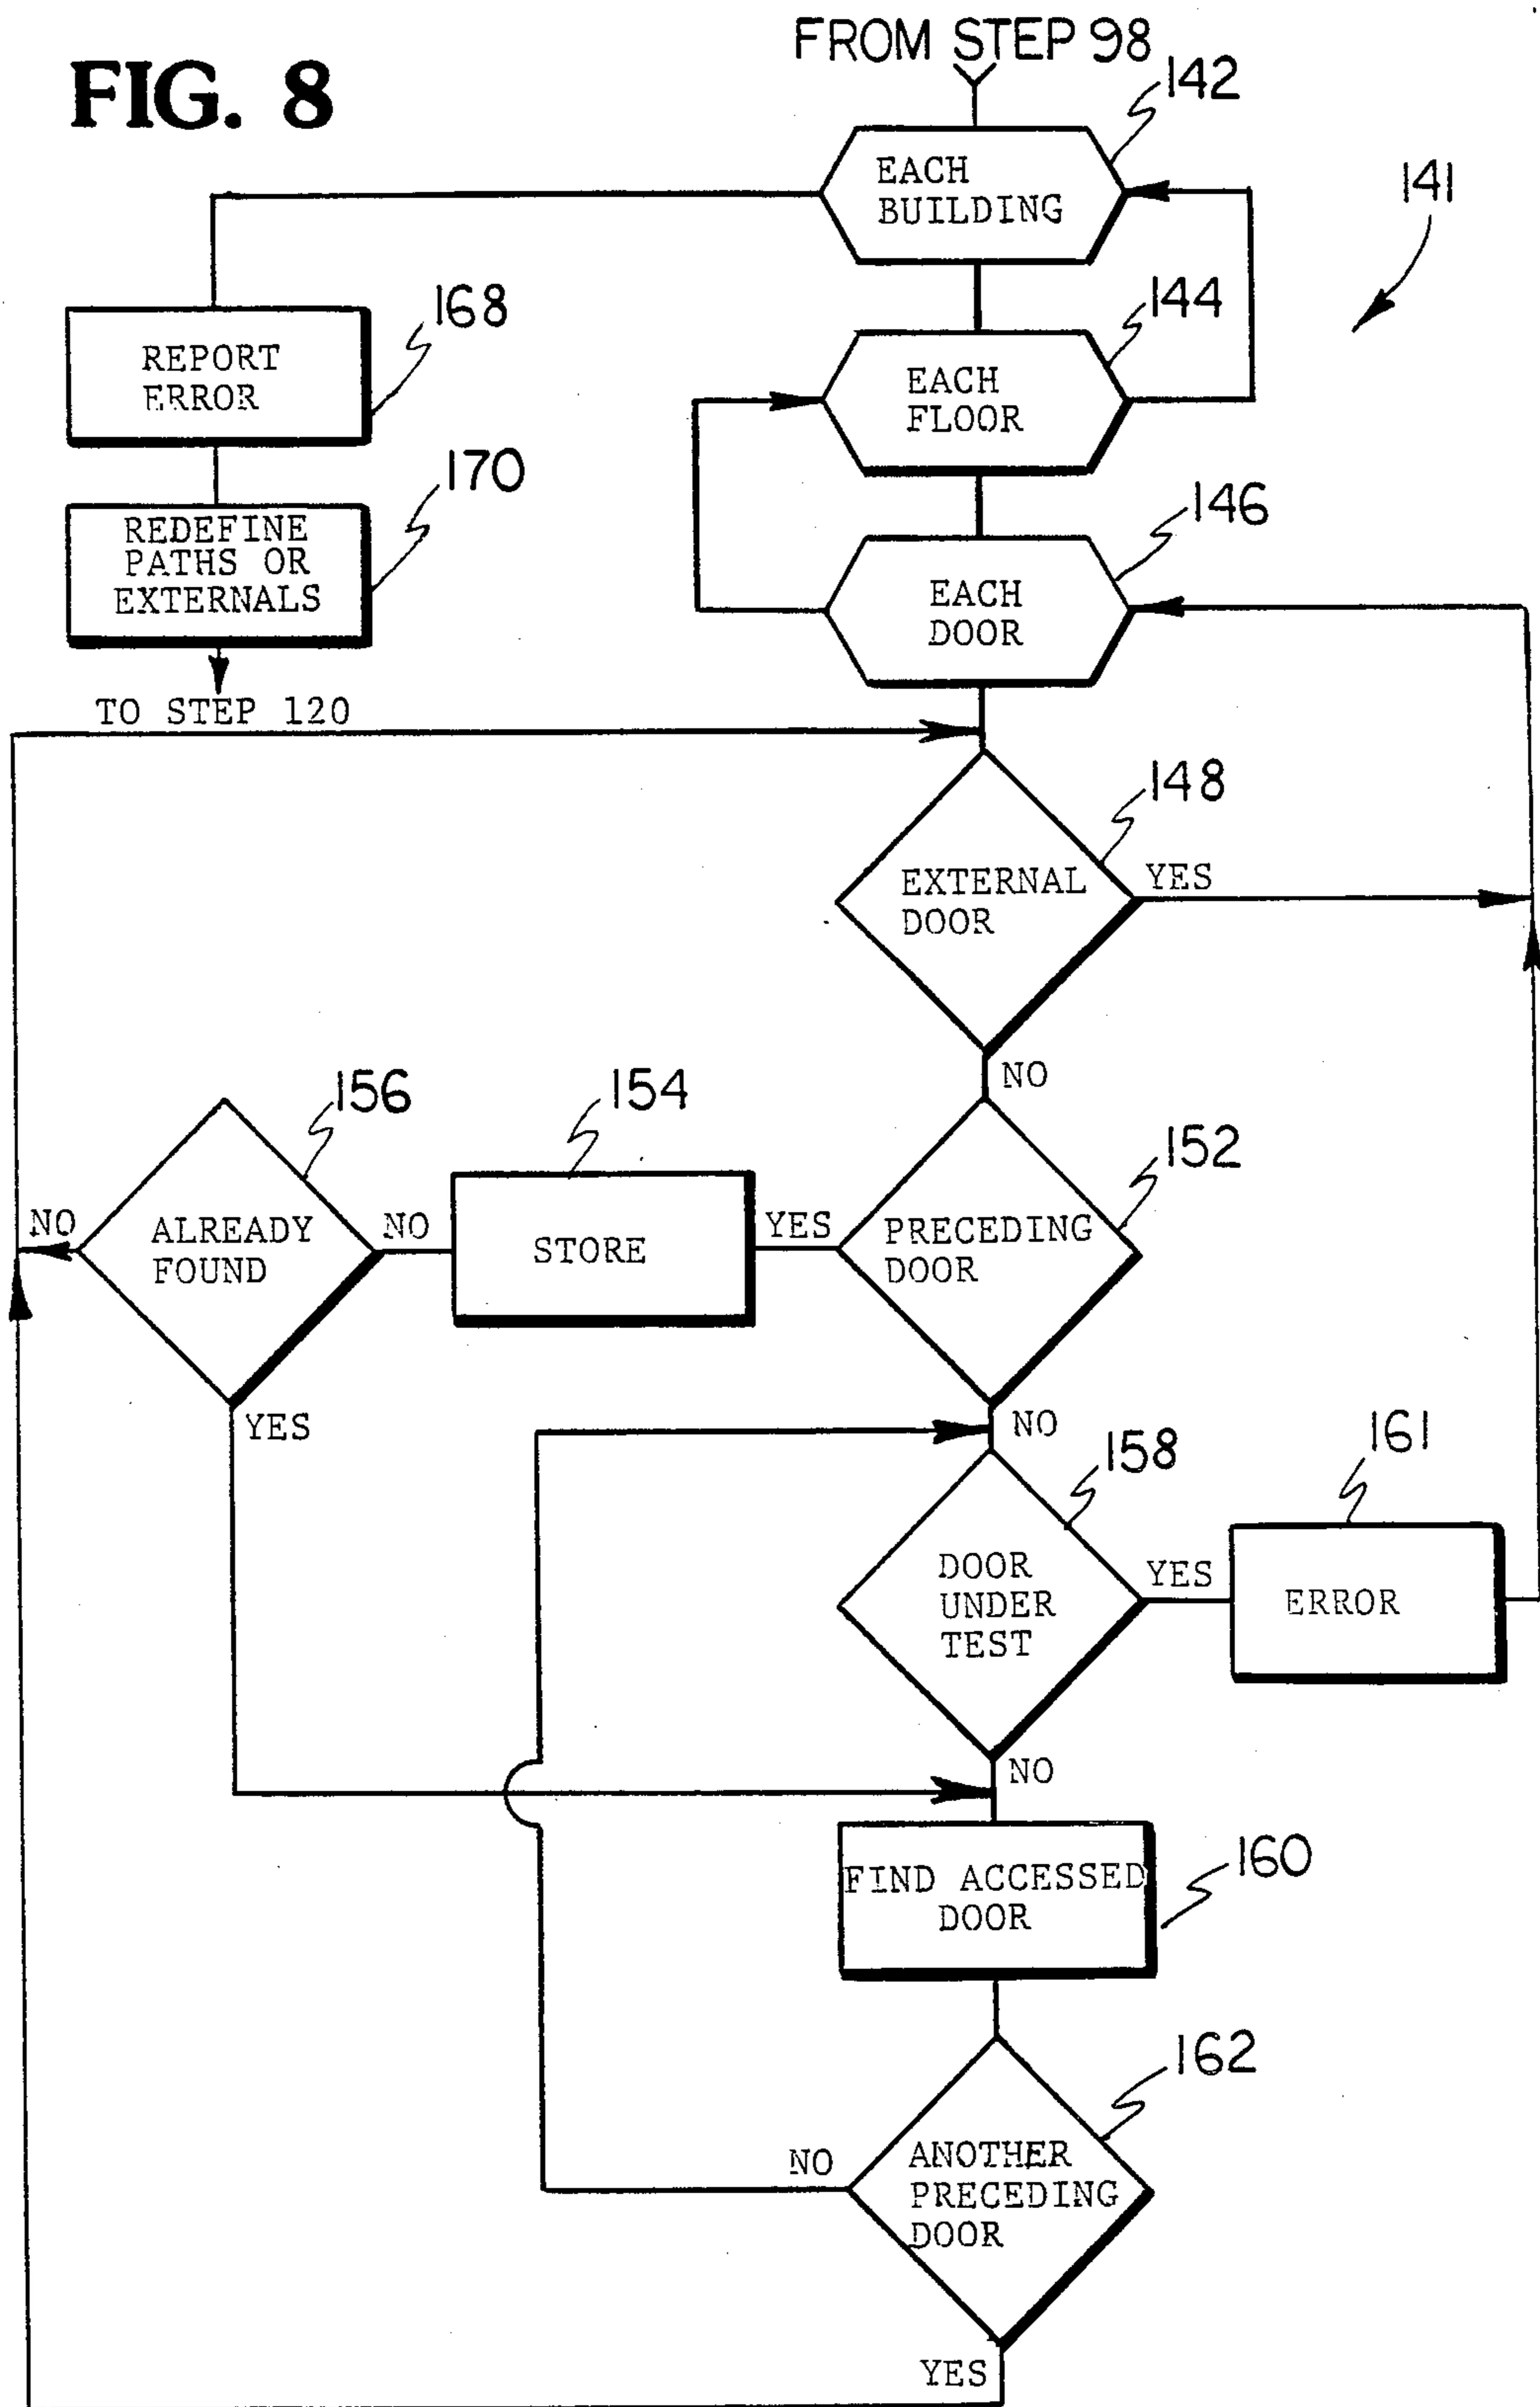 FIG. 8
FROM STEP 98
142
EACH
BUILDING
141
168
REPORT
ERROR
144
EACH
FLOOR
170
REDEFINE
PATHS OR
EXTERNALS
TO STEP 120
146
EACH
DOOR
148
EXTERNAL
DOOR
YES
NO
156
154
152
NO
ALREADY
FOUND
NO
STORE
YES
PRECEDING
DOOR
YES
NO
158
161
DOOR
UNDER
TEST
YES
ERROR
NO
160
FIND ACCESSED
DOOR
162
NO
ANOTHER
PRECEDING
DOOR
YES